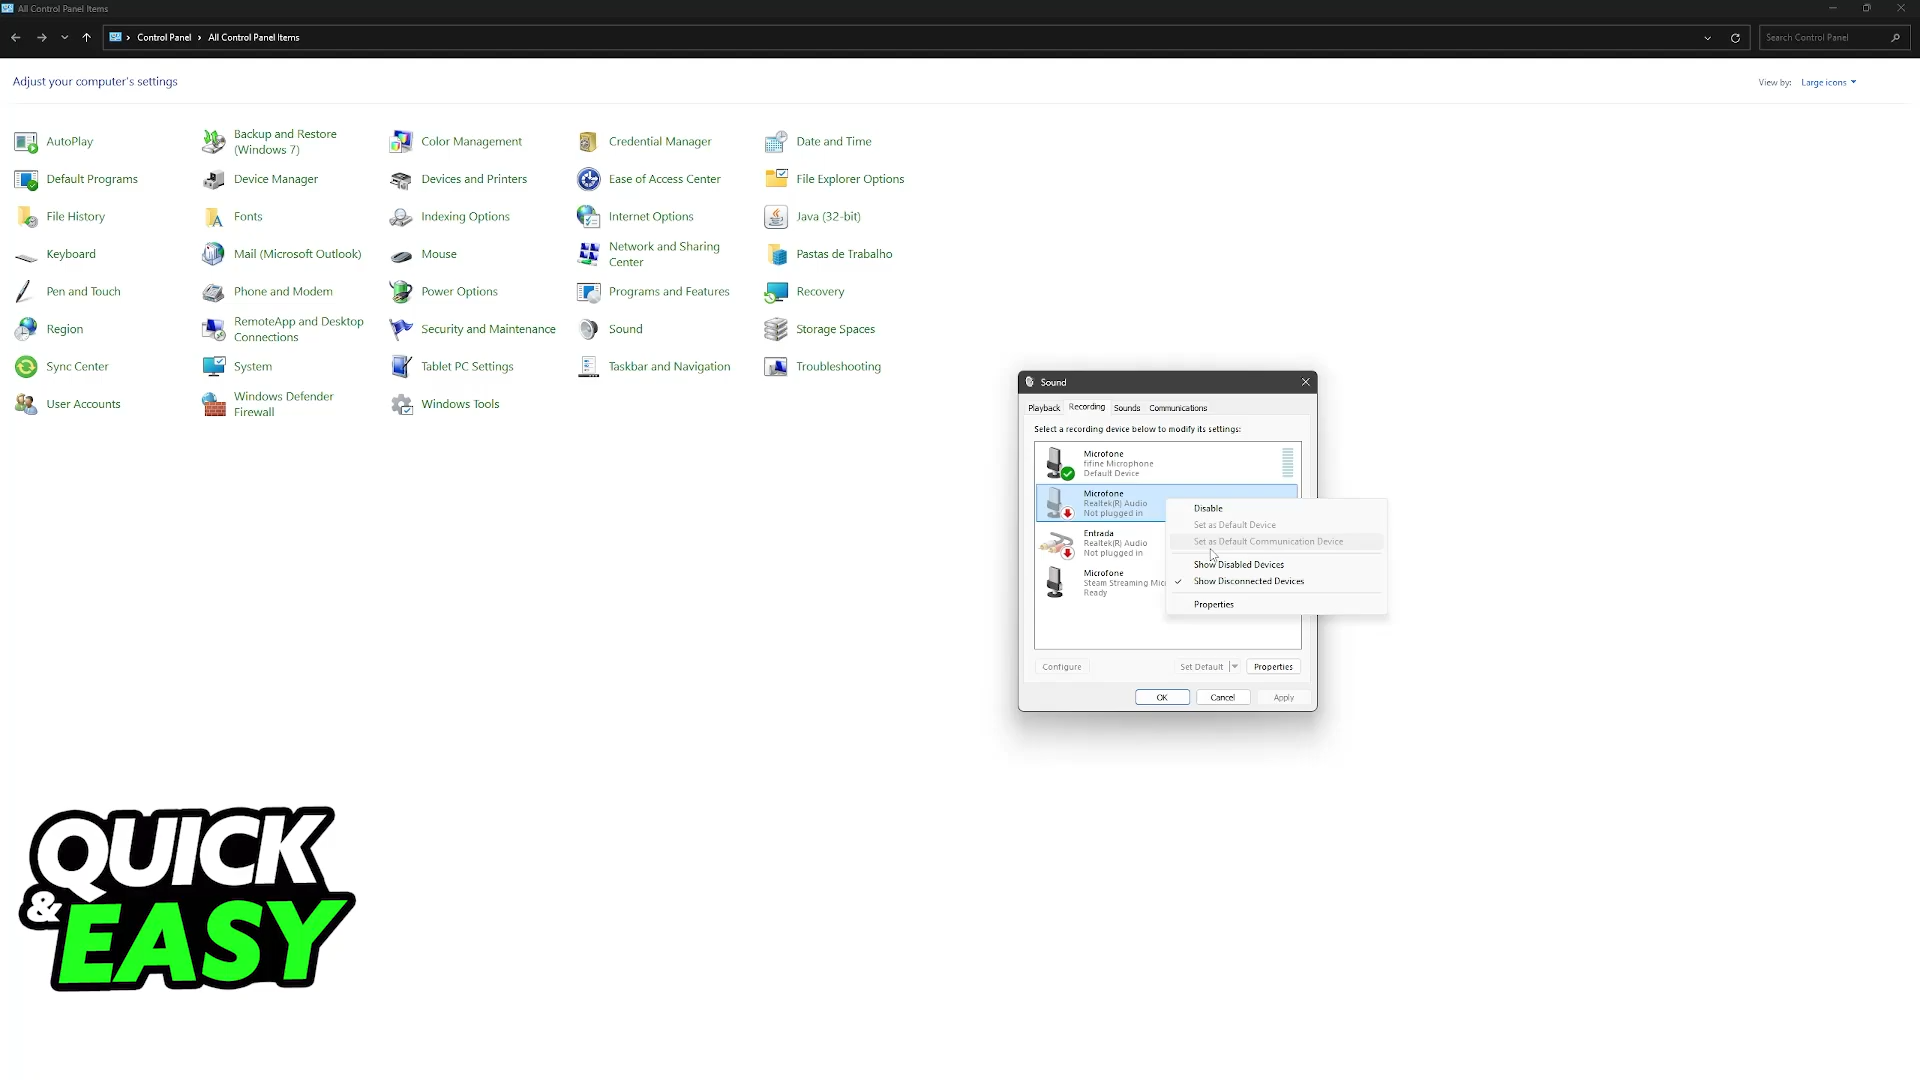 All Control Panel Items
Control Panel › All Control Panel Items
Search Control Panel
Adjust your computer's settings
View by: Large icons
AutoPlay
Backup and Restore
(Windows 7)
Color Management
Credential Manager
Date and Time
Default Programs
Device Manager
Devices and Printers
Ease of Access Center
File Explorer Options
File History
Fonts
Indexing Options
Internet Options
Java (32-bit)
Keyboard
Mail (Microsoft Outlook)
Mouse
Network and Sharing
Center
Pastas de Trabalho
Pen and Touch
Phone and Modem
Power Options
Programs and Features
Recovery
Region
RemoteApp and Desktop
Connections
Security and Maintenance
Sound
Storage Spaces
Sync Center
System
Tablet PC Settings
Taskbar and Navigation
Troubleshooting
User Accounts
Windows Defender
Firewall
Windows Tools
Sound
Playback Recording Sounds Communications
Select a recording device below to modify its settings:
Microfone
fifine Microphone
Default Device
Microfone
Realtek(R) Audio
Not plugged in
Entrada
Realtek(R) Audio
Not plugged in
Microfone
Steam Streaming
Ready
Disable
Set as Default Device
Set as Default Communication Device
Show Disabled Devices
Show Disconnected Devices
Properties
Configure
Set Default
Properties
OK
Cancel
Apply
QUICK
& EASY